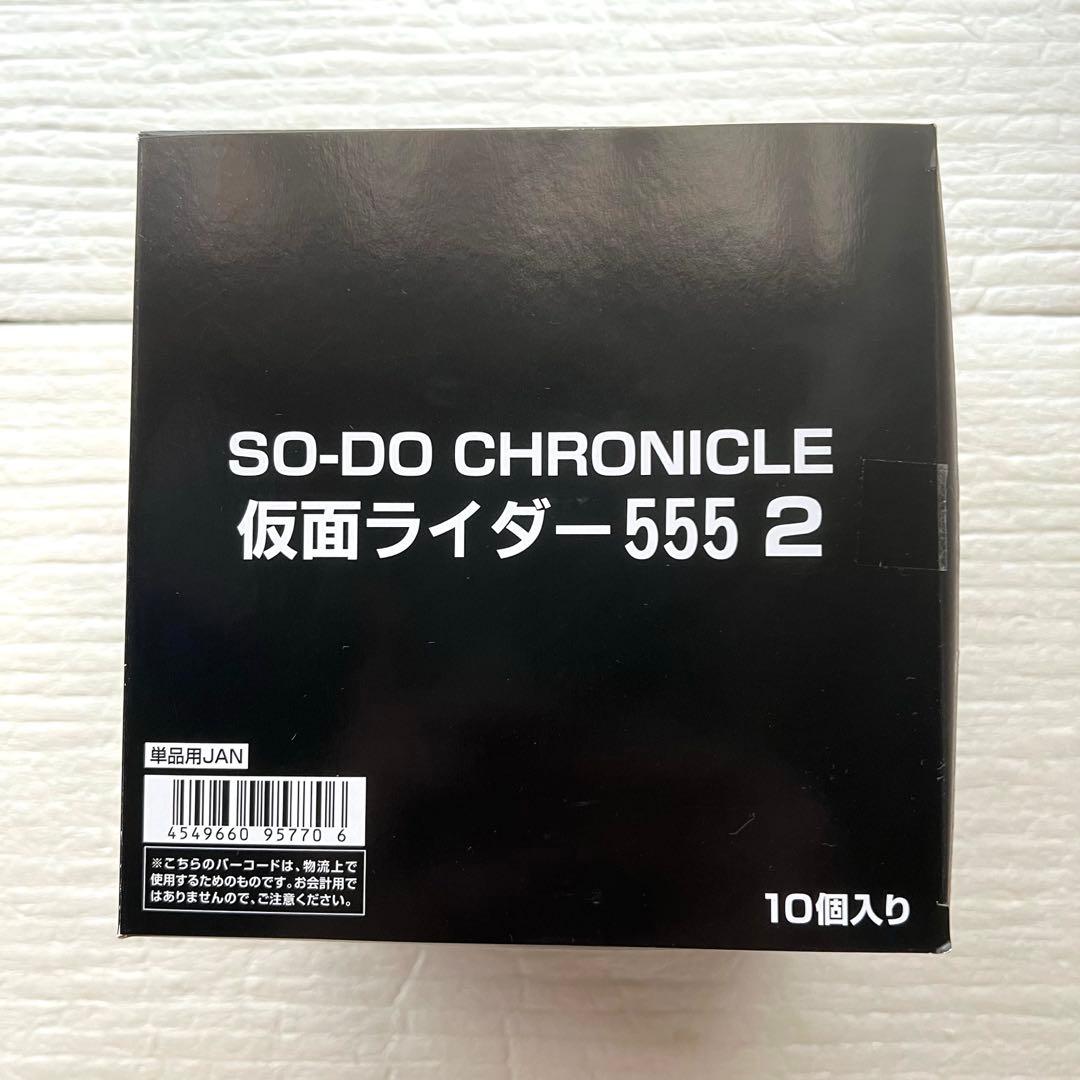 SO-DO CHRONICLE
仮面ライダー555 2
単品用JAN
4549660 95770 6
※こちらのバーコードは、物流上で
使用するためのものです。お会計用で
はありませんので、ご注意ください。
10個入り